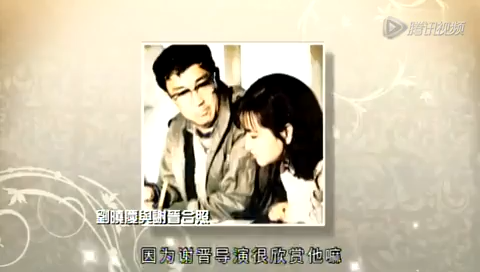 腾讯视频
劉曉慶與謝晉合照
因为谢晋导演很欣赏他嘛